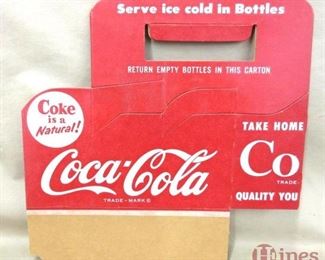 Serve ice cold in Bottles
RETURN EMPTY BOTTLES IN THIS CARTON
Coke
is a
Natural!
Coca-Cola
TRADE-MARK ®
TAKE HOME
Co
TRADE-
QUALITY YOU
Hines